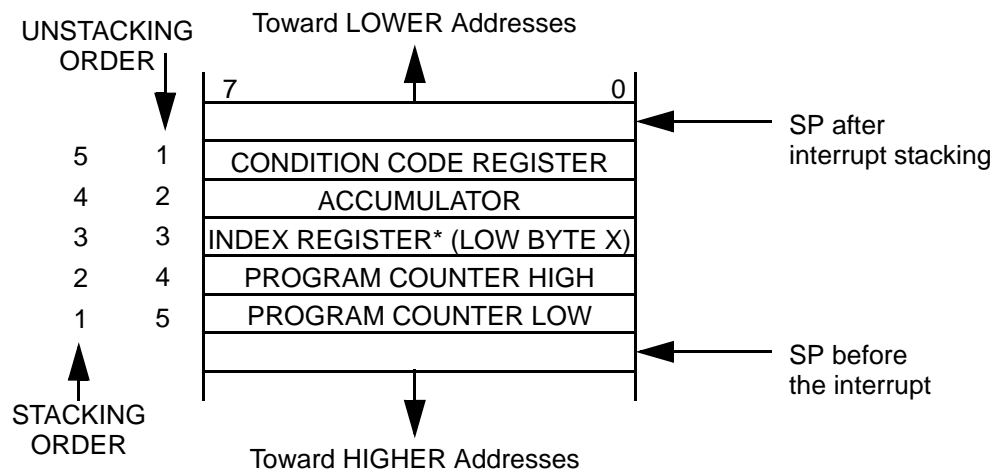 Toward LOWER Addresses
UNSTACKING
ORDER
7 0
SP after
interrupt stacking
5 1 CONDITION CODE REGISTER
4 2 ACCUMULATOR
3 3 INDEX REGISTER* (LOW BYTE X)
2 4 PROGRAM COUNTER HIGH
1 5 PROGRAM COUNTER LOW
SP before
the interrupt
STACKING
ORDER
Toward HIGHER Addresses